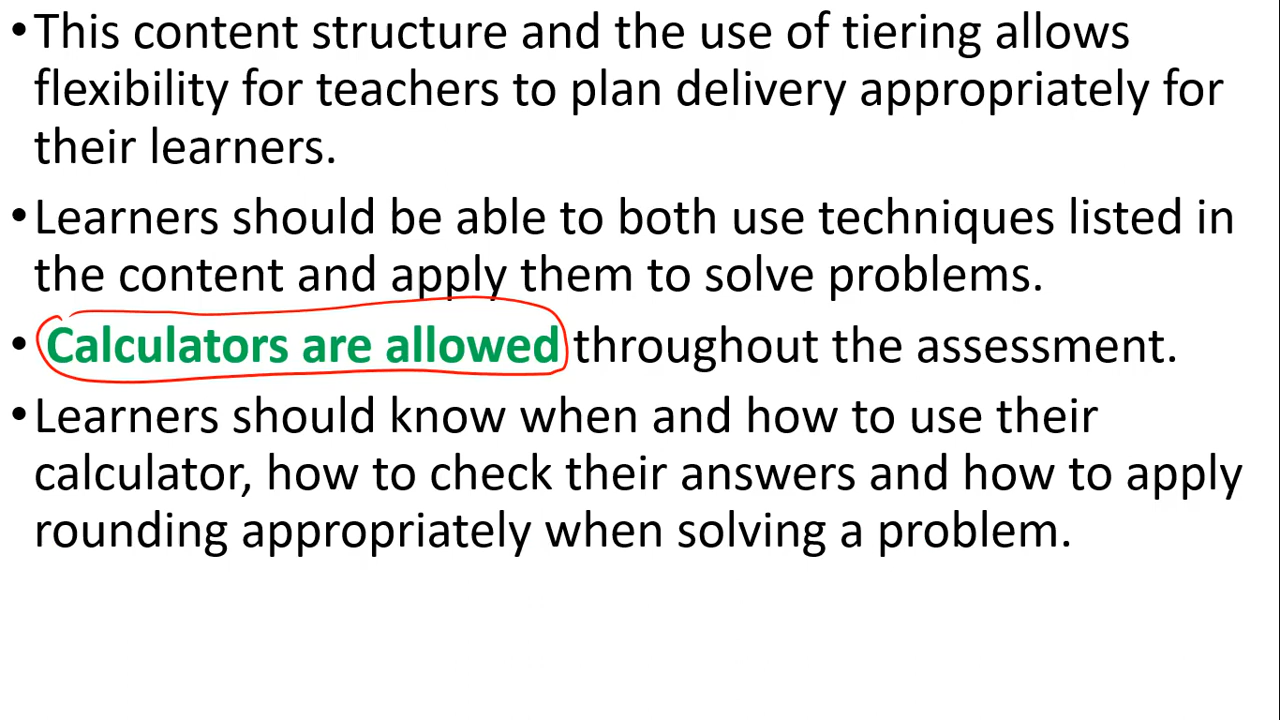 •This content structure and the use of tiering allows
flexibility for teachers to plan delivery appropriately for
their learners.
•Learners should be able to both use techniques listed in
the content and apply them to solve problems.
• Calculators are allowed throughout the assessment.
•Learners should know when and how to use their
calculator, how to check their answers and how to apply
rounding appropriately when solving a problem.